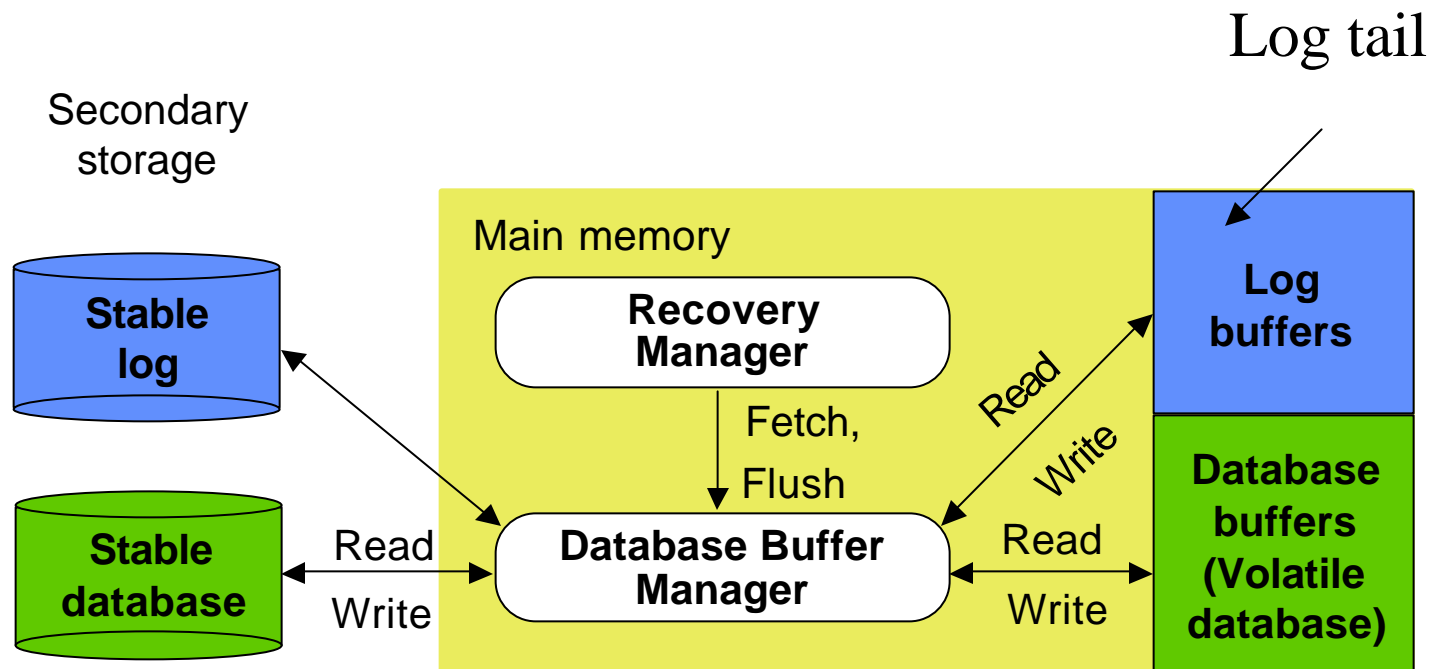 Log tail
Secondary
storage
Main memory
Stable
log
Recovery
Manager
Log
buffers
Fetch,
Flush
Read
Write
Stable
database
Read
Write
Database Buffer
Manager
Read
Write
Database
buffers
(Volatile
database)